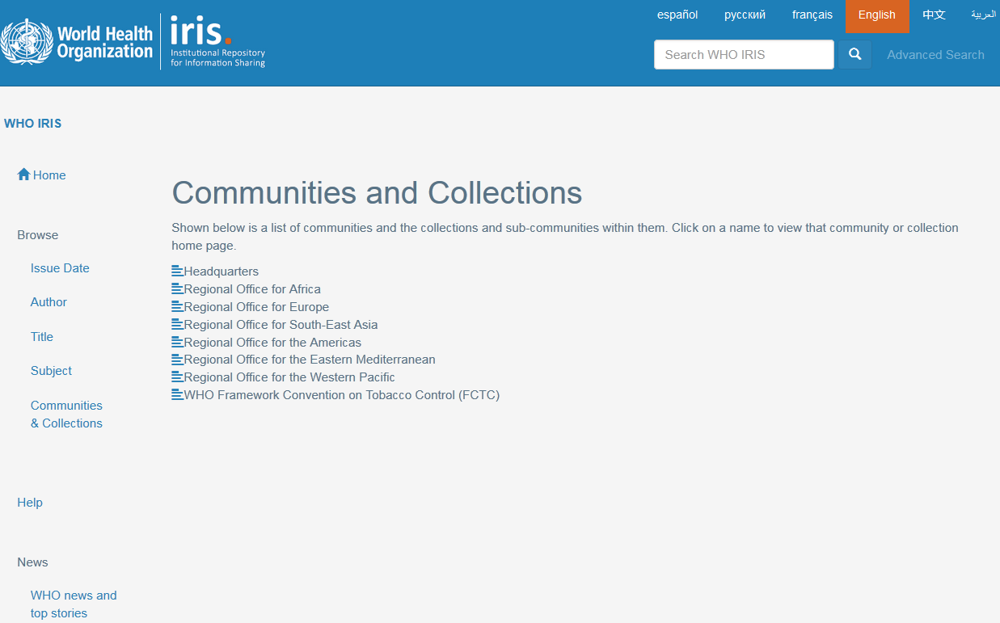 español русский français English 中文 العربية
World Health
Organization
iris.
Institutional Repository
for Information Sharing
Search WHO IRIS
Advanced Search
WHO IRIS
Home
Communities and Collections
Shown below is a list of communities and the collections and sub-communities within them. Click on a name to view that community or collection
home page.
Headquarters
Regional Office for Africa
Regional Office for Europe
Regional Office for South-East Asia
Regional Office for the Americas
Regional Office for the Eastern Mediterranean
Regional Office for the Western Pacific
WHO Framework Convention on Tobacco Control (FCTC)
Browse
Issue Date
Author
Title
Subject
Communities
& Collections
Help
News
WHO news and
top stories